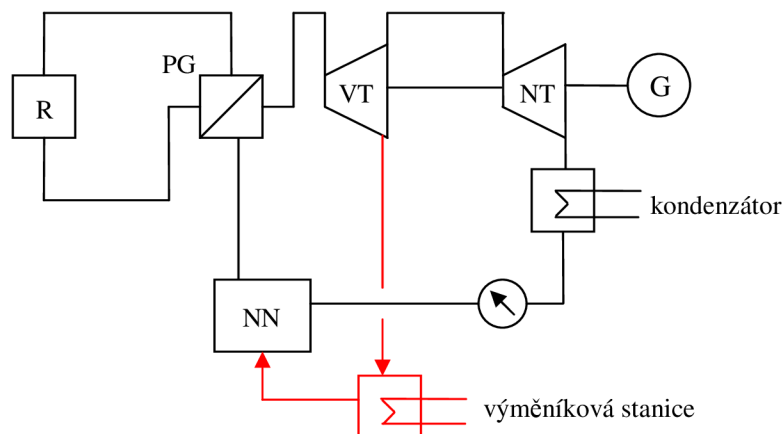 PG
R
VT
NT
G
kondenzátor
NN
výměníková stanice